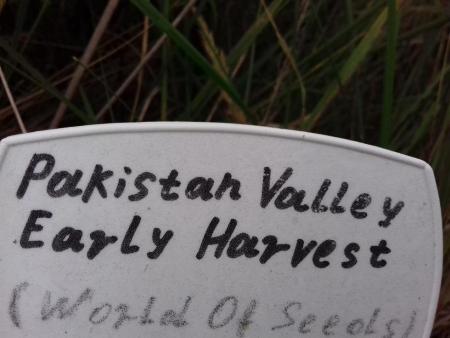 Pakistan Valley
Early Harvest
(World Of Seeds)